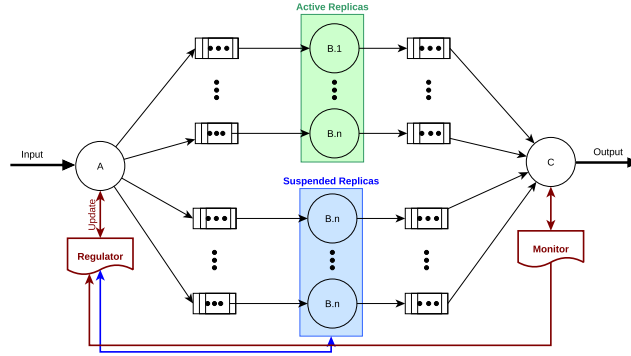 Active Replicas
B.1
Input
A
B.n
C
Output
Suspended Replicas
Update
B.n
Regulator
Monitor
B.n